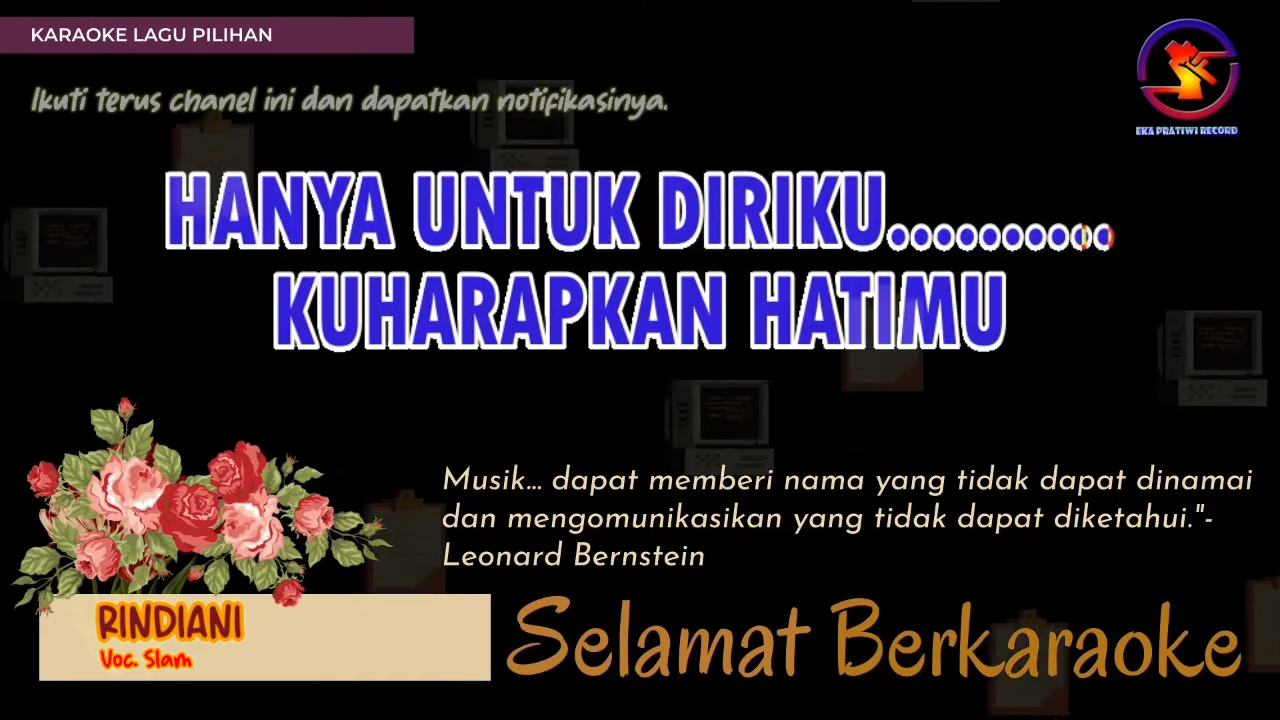 KARAOKE LAGU PILIHAN
Ikuti terus chanel ini dan dapatkan notifikasinya.
EKA PRATIWI RECORD
HANYA UNTUK DIRIKU..........
KUHARAPKAN HATIMU
Musik... dapat memberi nama yang tidak dapat dinamai
dan mengomunikasikan yang tidak dapat diketahui."-
Leonard Bernstein
RINDIANI
Voc. Slam
Selamat Berkaraoke